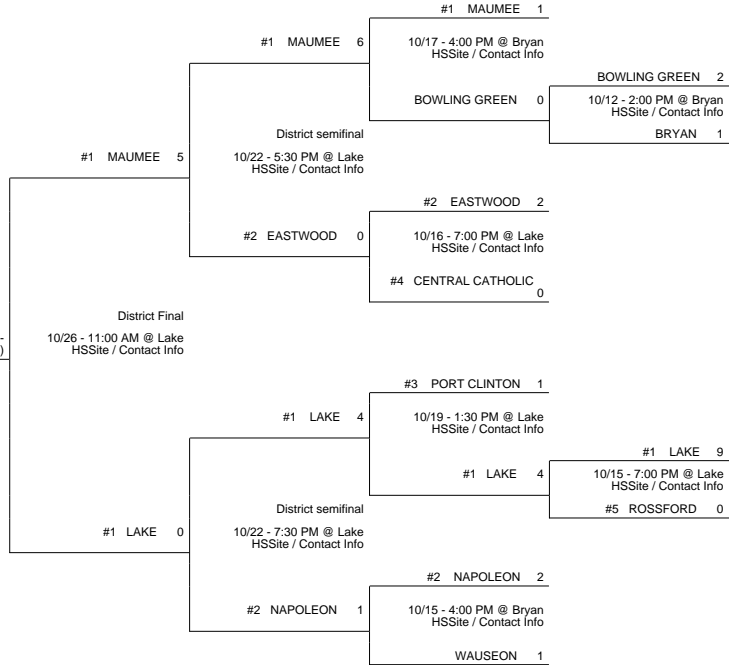 #1 MAUMEE 1
#1 MAUMEE 6
10/17 - 4:00 PM @ Bryan
HSSite / Contact Info
BOWLING GREEN 2
BOWLING GREEN 0
10/12 - 2:00 PM @ Bryan
HSSite / Contact Info
BRYAN 1
District semifinal
#1 MAUMEE 5
10/22 - 5:30 PM @ Lake
HSSite / Contact Info
#2 EASTWOOD 2
#2 EASTWOOD 0
10/16 - 7:00 PM @ Lake
HSSite / Contact Info
#4 CENTRAL CATHOLIC
0
District Final
10/26 - 11:00 AM @ Lake
HSSite / Contact Info
-
)
#3 PORT CLINTON 1
#1 LAKE 4
10/19 - 1:30 PM @ Lake
HSSite / Contact Info
#1 LAKE 9
#1 LAKE 4
10/15 - 7:00 PM @ Lake
HSSite / Contact Info
#5 ROSSFORD 0
District semifinal
#1 LAKE 0
10/22 - 7:30 PM @ Lake
HSSite / Contact Info
#2 NAPOLEON 2
#2 NAPOLEON 1
10/15 - 4:00 PM @ Bryan
HSSite / Contact Info
WAUSEON 1